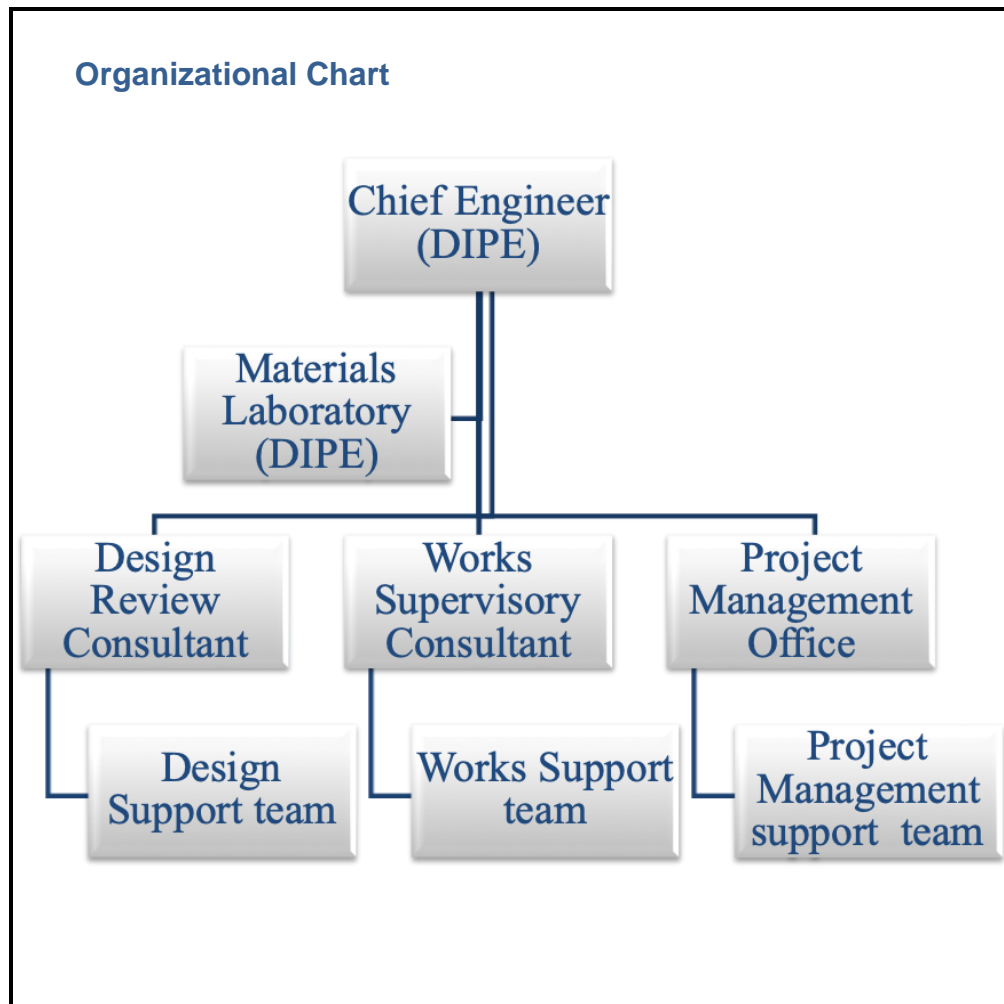 Organizational Chart
Chief Engineer
(DIPE)
Materials
Laboratory
(DIPE)
Design
Review
Consultant
Works
Supervisory
Consultant
Project
Management
Office
Design
Support team
Works Support
team
Project
Management
support team